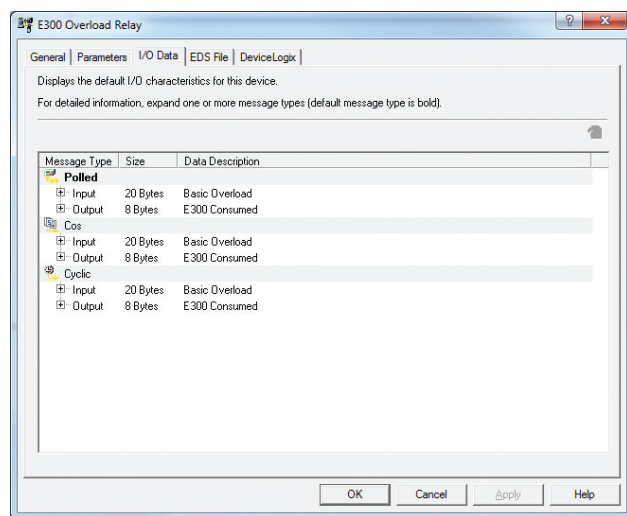 E300 Overload Relay
General Parameters I/O Data EDS File DeviceLogix
Displays the default I/O characteristics for this device.
For detailed information, expand one or more message types (default message type is bold).
Message Type Size Data Description
Polled
Input 20 Bytes Basic Overload
Output 8 Bytes E300 Consumed
Cos
Input 20 Bytes Basic Overload
Output 8 Bytes E300 Consumed
Cyclic
Input 20 Bytes Basic Overload
Output 8 Bytes E300 Consumed
OK Cancel Apply Help